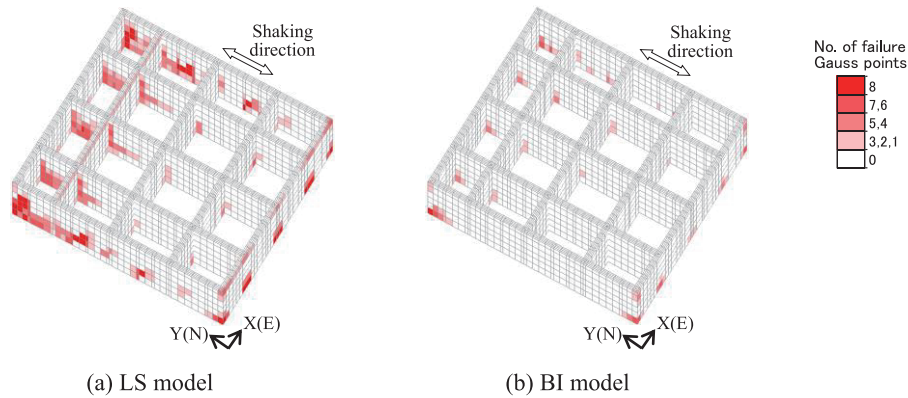 Shaking
direction
Shaking
direction
No. of failure
Gauss points
8
7,6
5,4
3,2,1
0
Y(N)
X(E)
Y(N)
X(E)
(a) LS model
(b) BI model